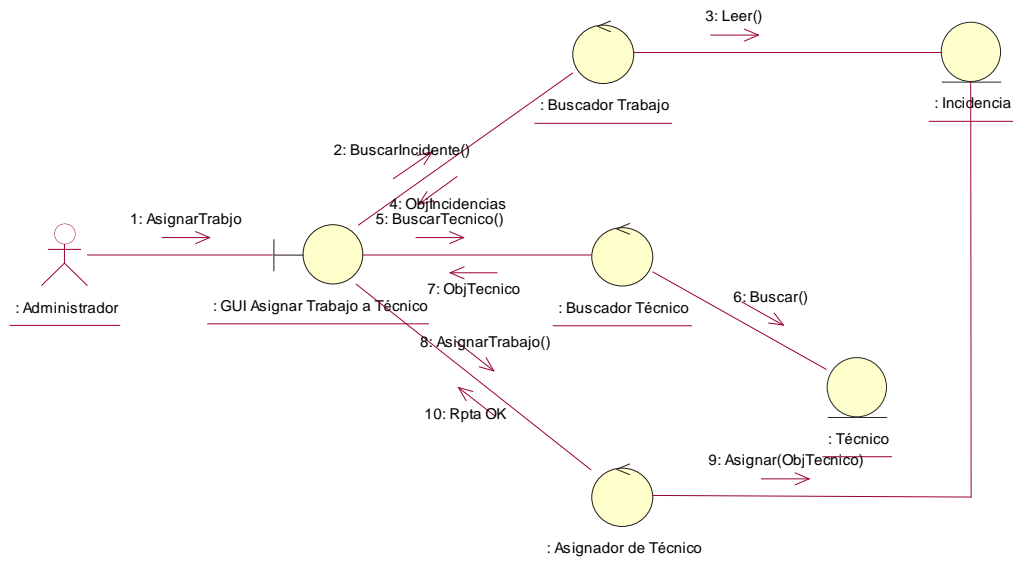 3: Leer()
: Buscador Trabajo
: Incidencia
2: BuscarIncidente()
4: ObjIncidencias
1: AsignarTrabjo
5: BuscarTecnico()
7: ObjTecnico
: Administrador
: GUI Asignar Trabajo a Técnico
: Buscador Técnico
6: Buscar()
8: AsignarTrabajo()
10: Rpta OK
: Técnico
9: Asignar(ObjTecnico)
: Asignador de Técnico